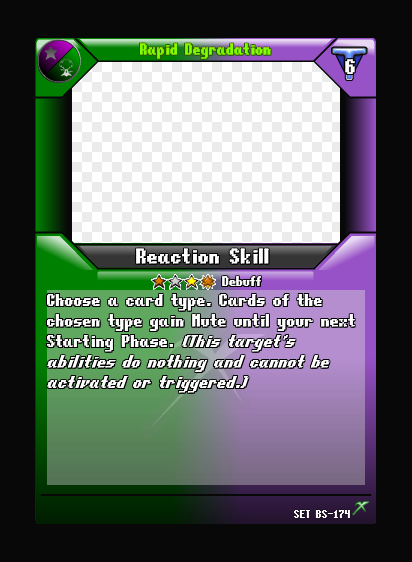 Rapid Degradation
6
Reaction Skill
Debuff
Choose a card type. Cards of the
chosen type gain Mute until your next
Starting Phase. (This target's
abilities do nothing and cannot be
activated or triggered.)
SET BS-174